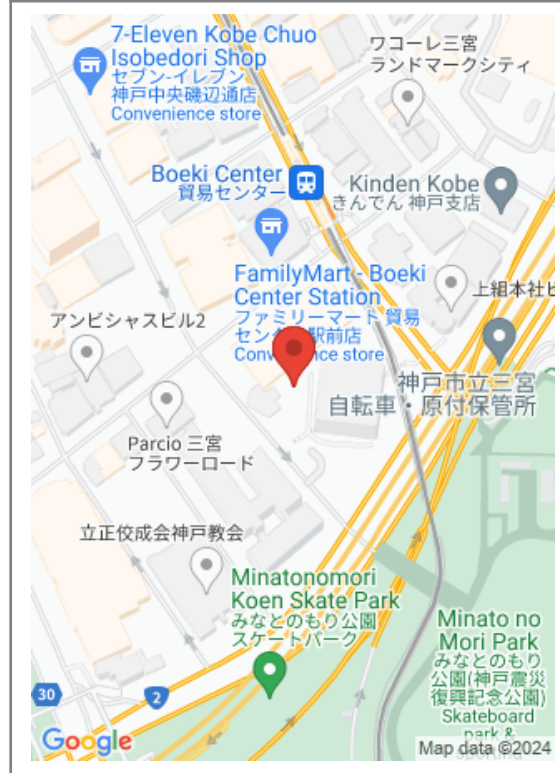 7-Eleven Kobe Chuo
Isobedori Shop
セブン-イレブン
神戸中央磯辺通店
Convenience store
ワコーレ三宮
ランドマークシティ
Boeki Center
貿易センター
Kinden Kobe
きんでん 神戸支店
FamilyMart - Boeki
Center Station
ファミリーマート 貿易
セン 駅前店
store
上組本社ビ
アンビシャスビル2
神戸市立三宮
自転車・原付保管所
Parcio 三宮
フラワーロード
立正佼成会神戸教会
Minatonomori
Koen Skate Park
みなとのもり公園
スケートパーク
Minato no
Mori Park
みなとのもり
公園(神戸震災
復興記念公園)
Skateboard
park &
30
2
Google
Map data ©2024